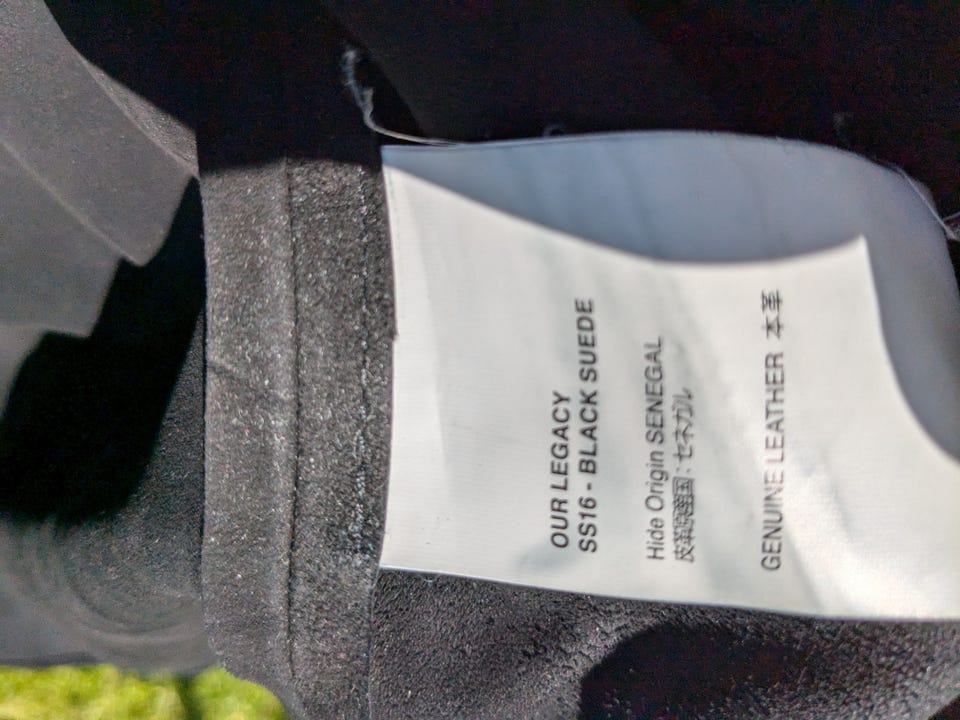 OUR LEGACY
SS16 - BLACK SUEDE
Hide Origin SENEGAL
皮革原産国 : セネガル
GENUINE LEATHER 本革